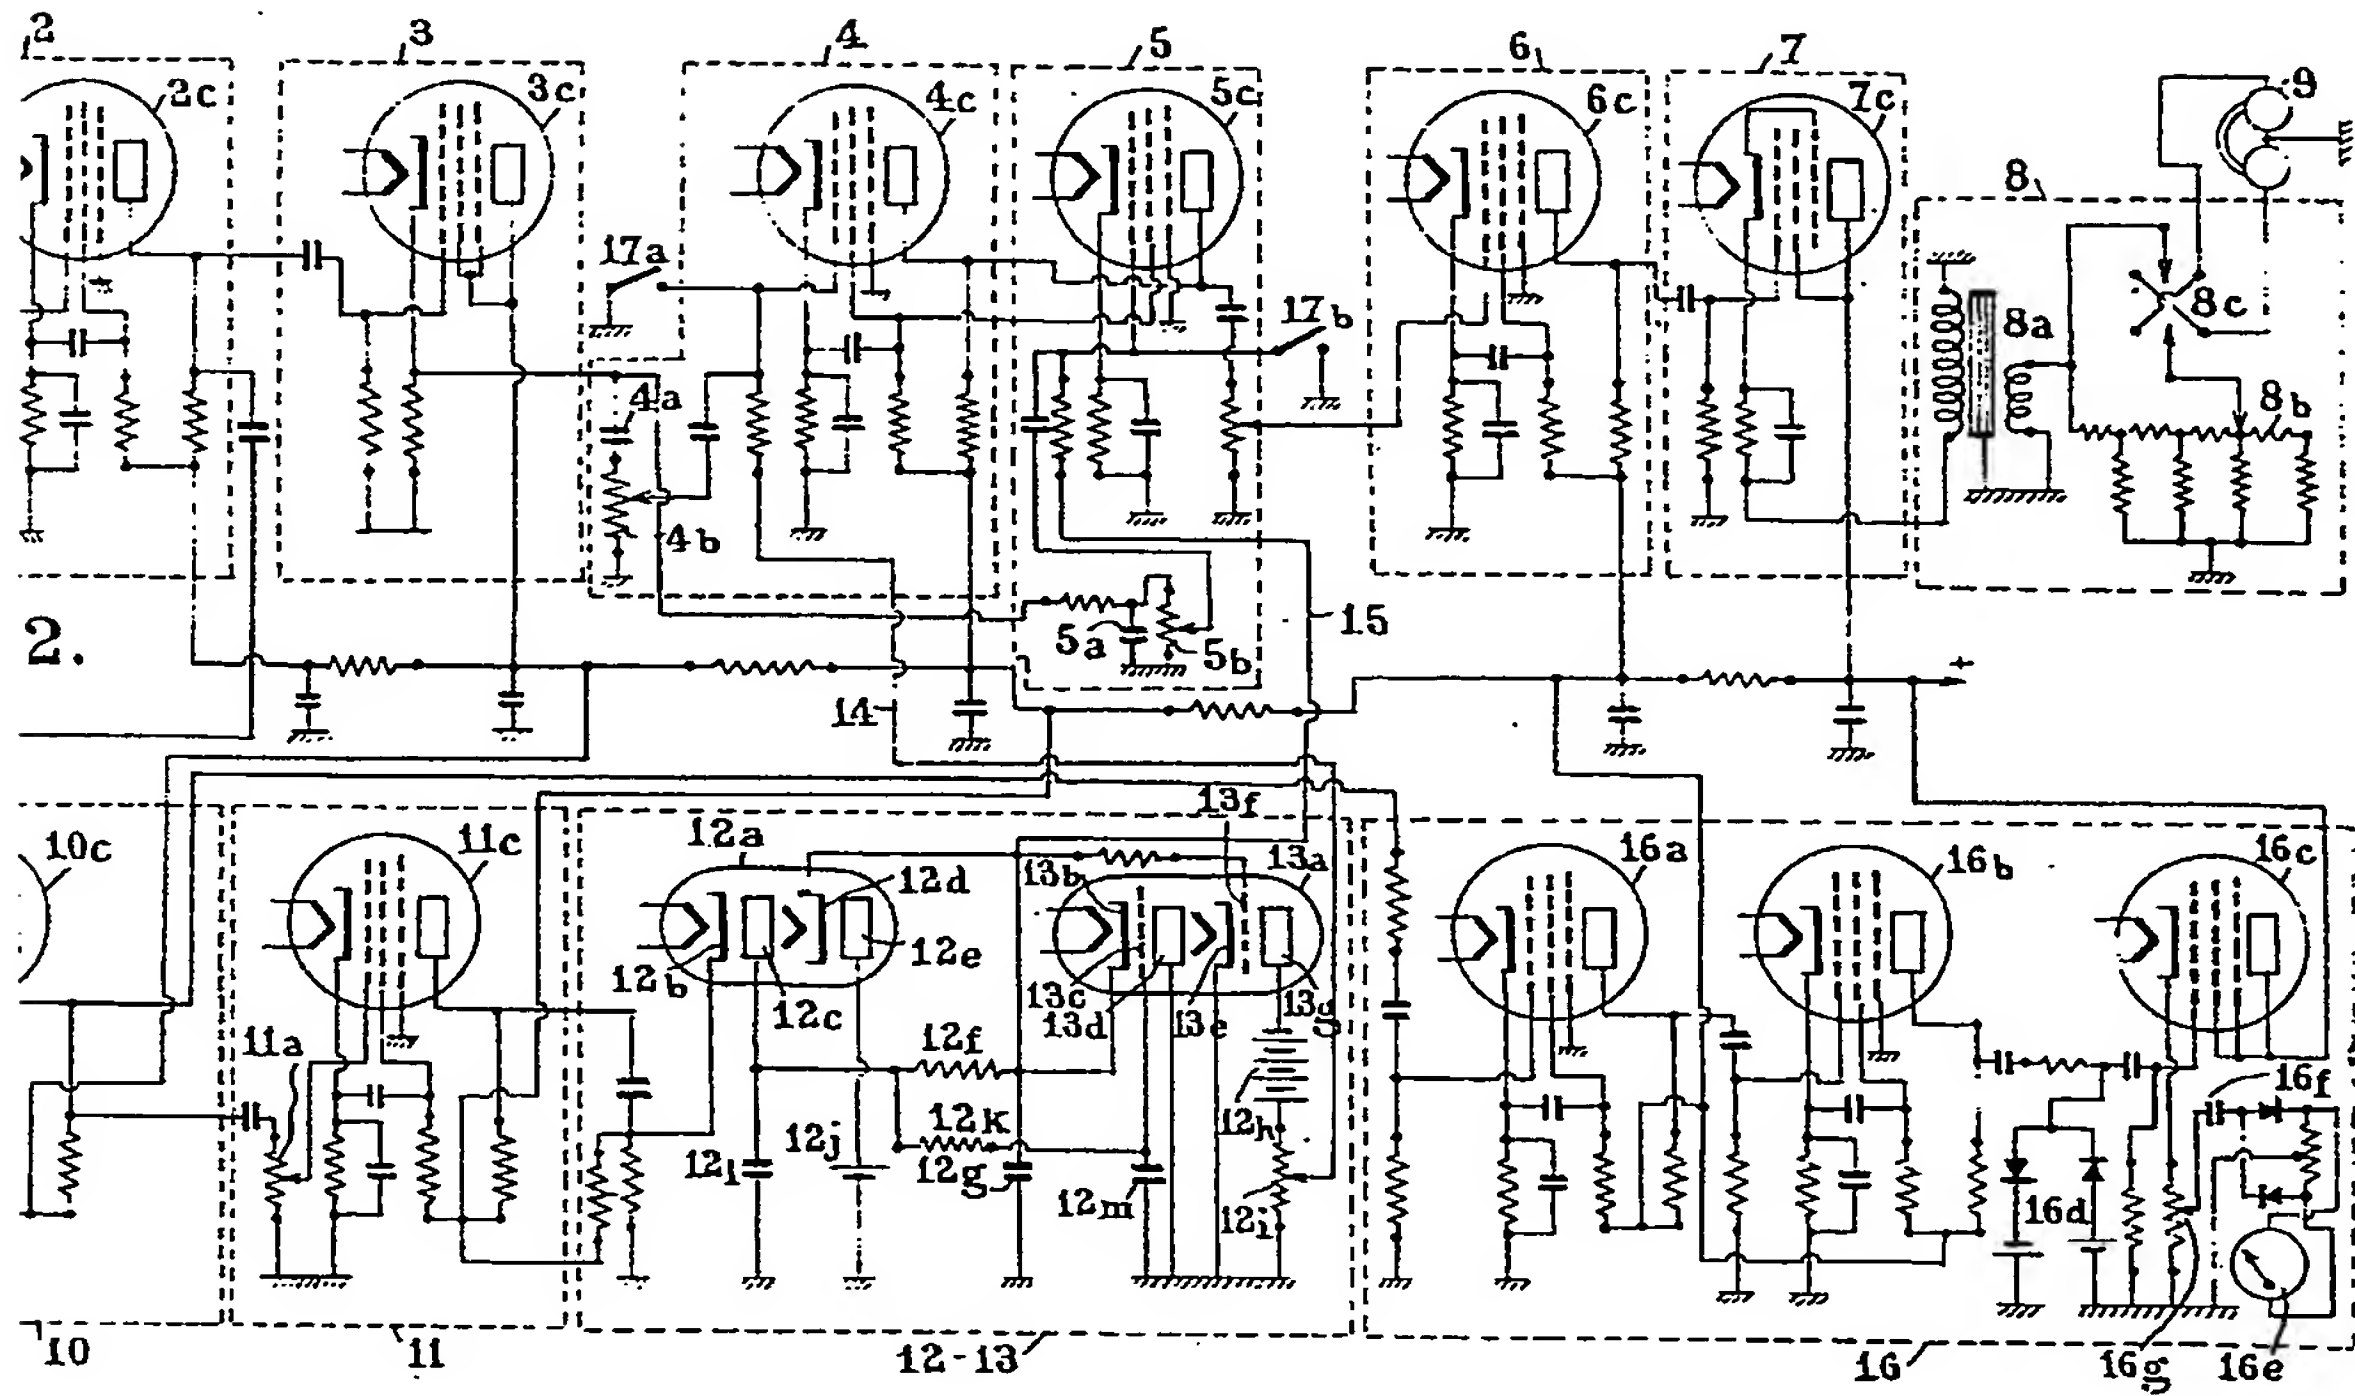 2 3 4 5 6 7
2c 3c 4c 5c 6c 7c 9
8
17a
17b
8c
8a
4a
8b
4b
2.
5a 5b
15
14
+
13f
10c 11c 12a 13a 16a 16b 16c
13b
12d
12e
12b
12c
13c 13d 13e 13g
11a
12f
16f
12k
12h
12l 12j 12g
12m
12i
16d
10 11 12-13 16 16g 16e